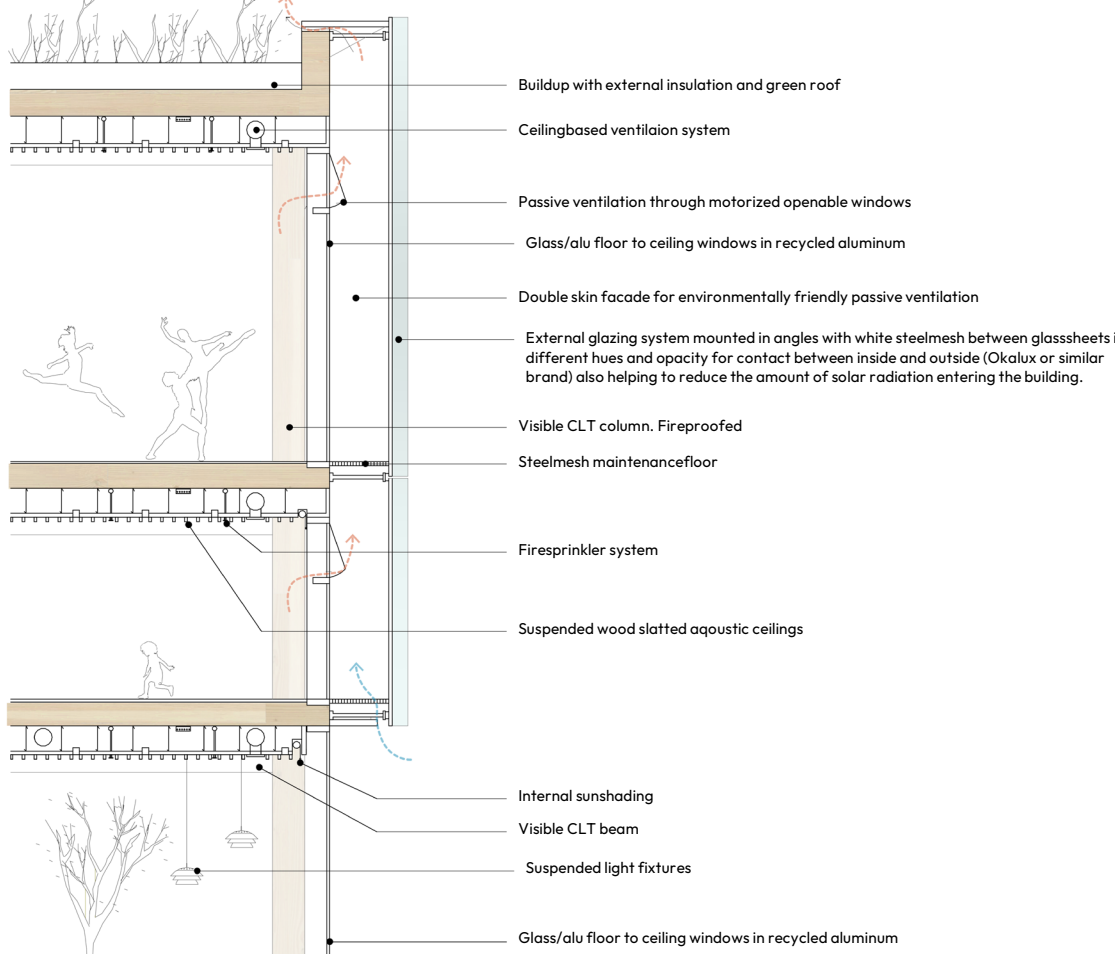 Buildup with external insulation and green roof
Ceilingbased ventilaion system
Passive ventilation through motorized openable windows
Glass/alu floor to ceiling windows in recycled aluminum
Double skin facade for environmentally friendly passive ventilation
External glazing system mounted in angles with white steelmesh between glasssheets
different hues and opacity for contact between inside and outside (Okalux or similar
brand) also helping to reduce the amount of solar radiation entering the building.
Visible CLT column. Fireproofed
Steelmesh maintenancefloor
Firesprinkler system
Suspended wood slatted aqoustic ceilings
Internal sunshading
Visible CLT beam
Suspended light fixtures
Glass/alu floor to ceiling windows in recycled aluminum